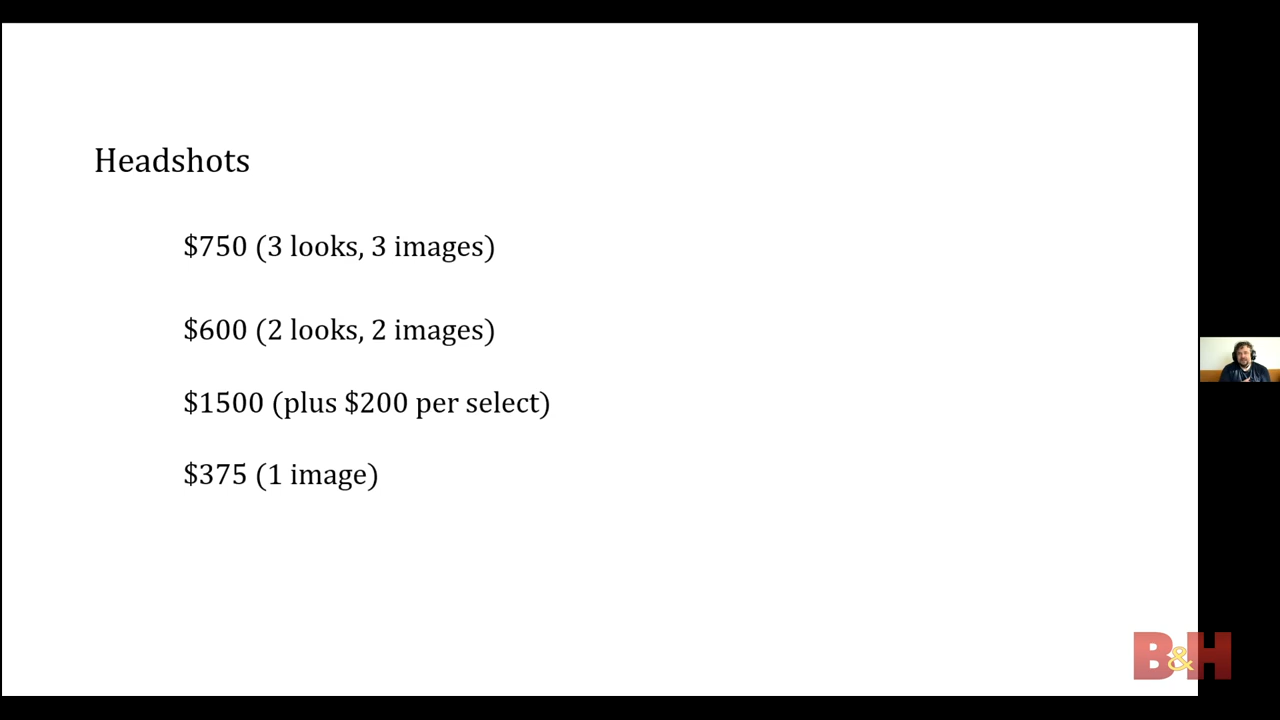 Headshots
$750 (3 looks, 3 images)
$600 (2 looks, 2 images)
$1500 (plus $200 per select)
$375 (1 image)
B&H